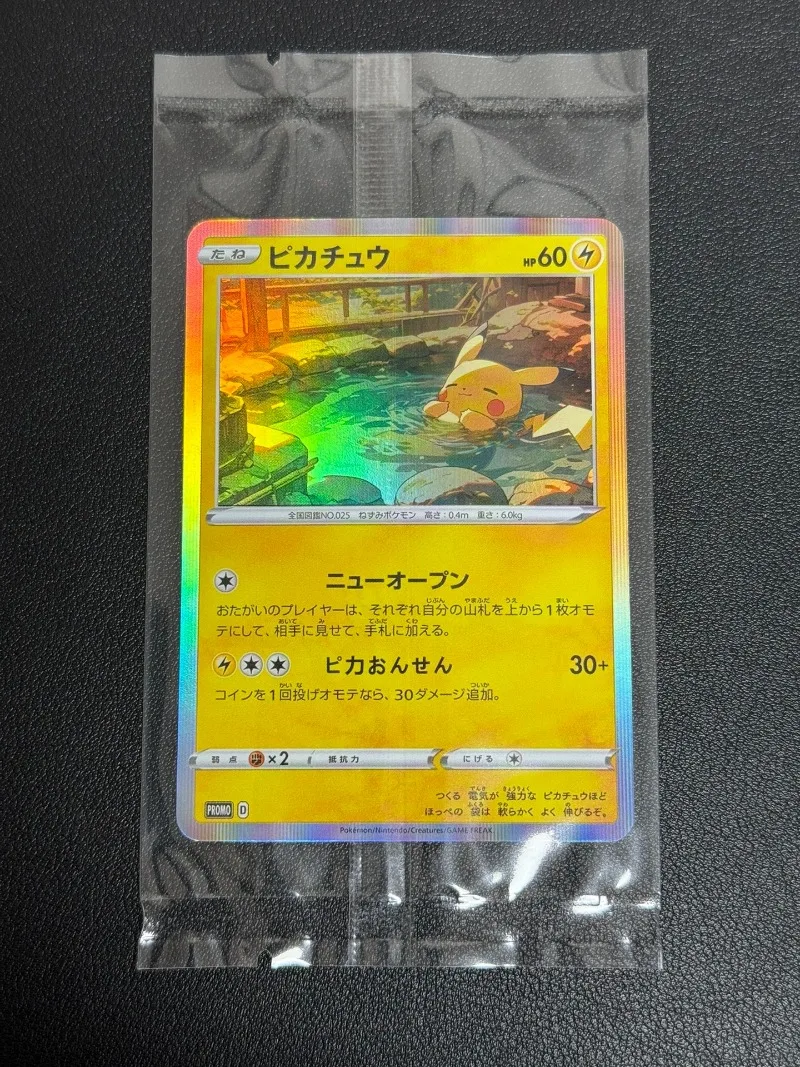 たね ピカチュウ HP60
全国図鑑NO.025 ねずみポケモン 高さ:0.4m 重さ:6.0kg
ニューオープン
おたがいのプレイヤーは、それぞれ自分の山札を上から1枚オモ
テにして、相手に見せて、手札に加える。
ピカおんせん 30+
コインを1回投げオモテなら、30ダメージ追加。
弱点 ×2 抵抗力 にげる
つくる 電気が 強力な ピカチュウほど
ほっぺの 袋は 軟らかく よく 伸びるぞ。
PROMO D
Pokémon/Nintendo/Creatures/GAME FREAK.